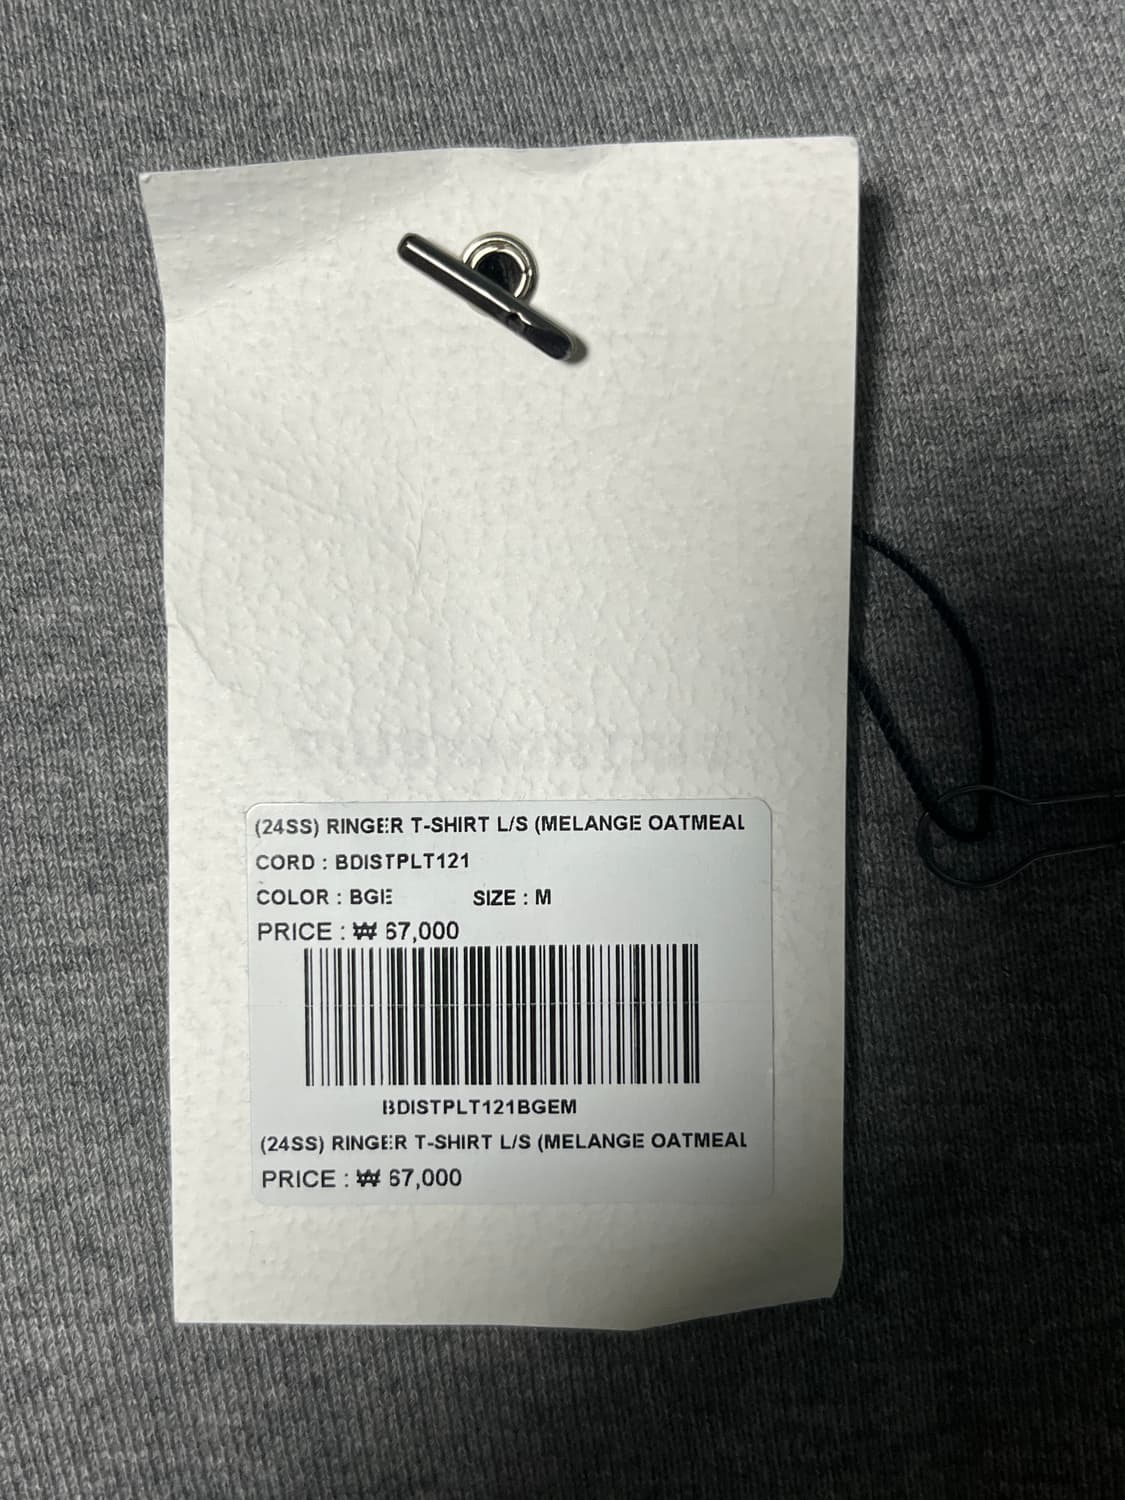 (24SS) RINGER T-SHIRT L/S (MELANGE OATMEAL
CORD : BDISTPLT121
COLOR : BGE SIZE : M
PRICE : ₩ 67,000
BDISTPLT121BGEM
(24SS) RINGER T-SHIRT L/S (MELANGE OATMEAL
PRICE : ₩ 67,000